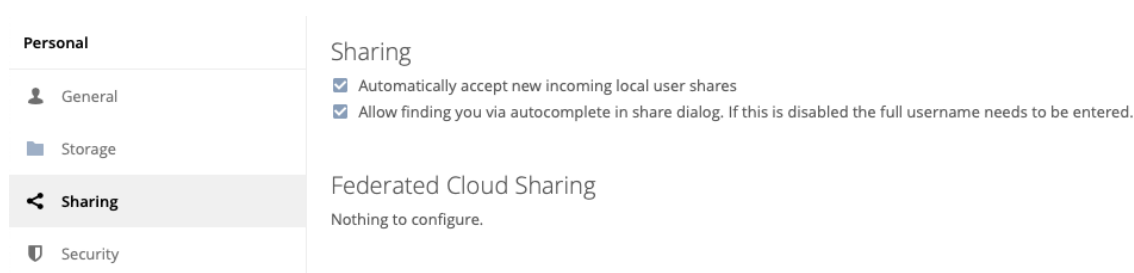 Personal
General
Storage
Sharing
Security
Sharing
Automatically accept new incoming local user shares
Allow finding you via autocomplete in share dialog. If this is disabled the full username needs to be entered.
Federated Cloud Sharing
Nothing to configure.